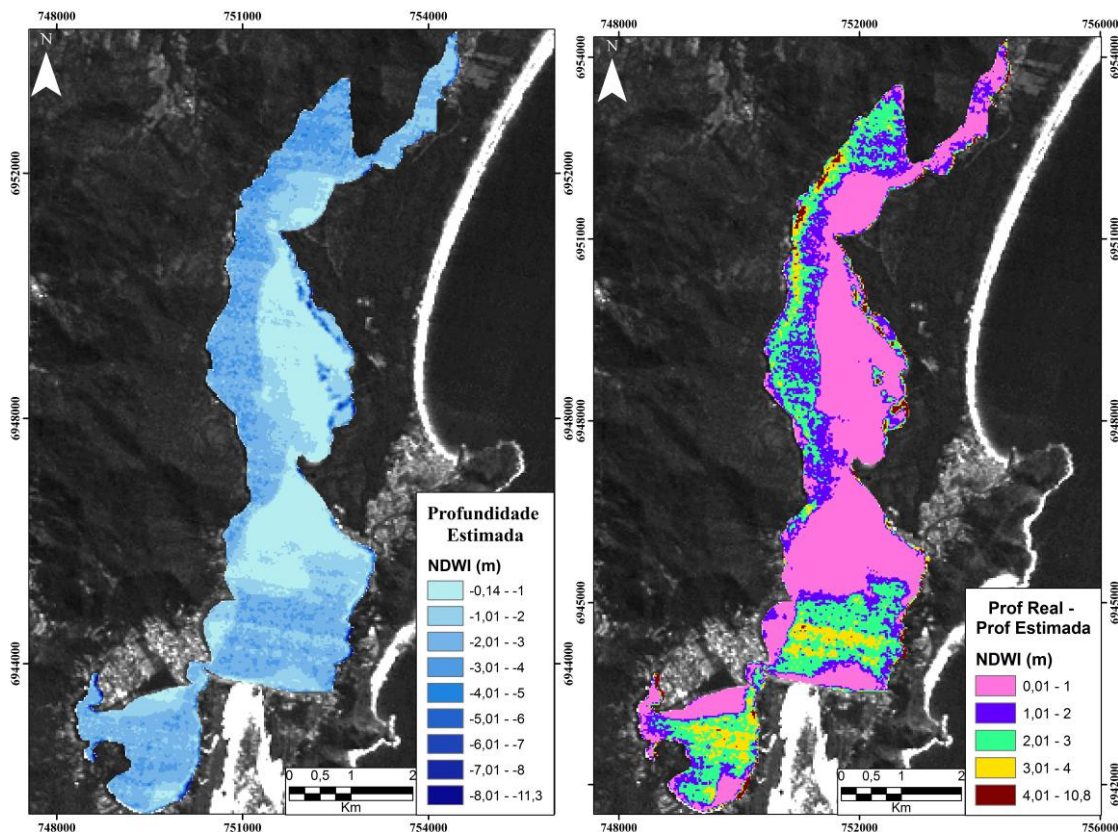 748000 751000 754000
N
6952000
6948000
6944000
Profundidade
Estimada
NDWI (m)
-0,14 - -1
-1,01 - -2
-2,01 - -3
-3,01 - -4
-4,01 - -5
-5,01 - -6
-6,01 - -7
-7,01 - -8
-8,01 - -11,3
0 0,5 1 2
Km
748000 751000 754000
748000 752000 756000
N
6954000 6954000
6951000 6951000
6948000 6948000
6945000 6945000
6942000
Prof Real -
Prof Estimada
NDWI (m)
0,01 - 1
1,01 - 2
2,01 - 3
3,01 - 4
4,01 - 10,8
0 0,5 1 2
Km
748000 752000 756000